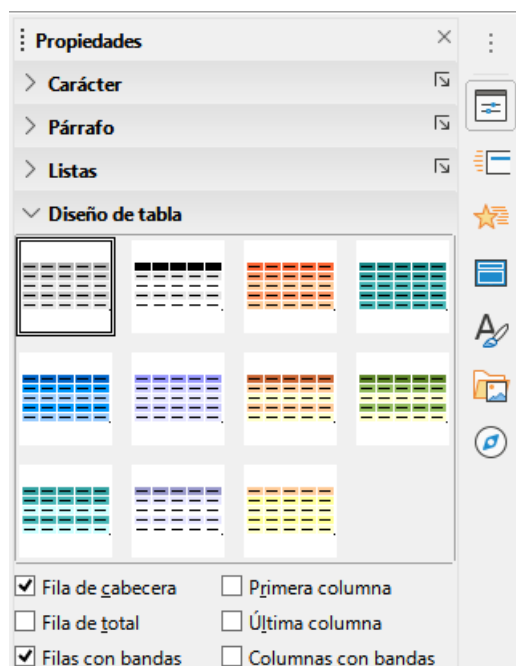 Propiedades
Carácter
Párrafo
Listas
Diseño de tabla
Fila de cabecera Primera columna
Fila de total Última columna
Filas con bandas Columnas con bandas